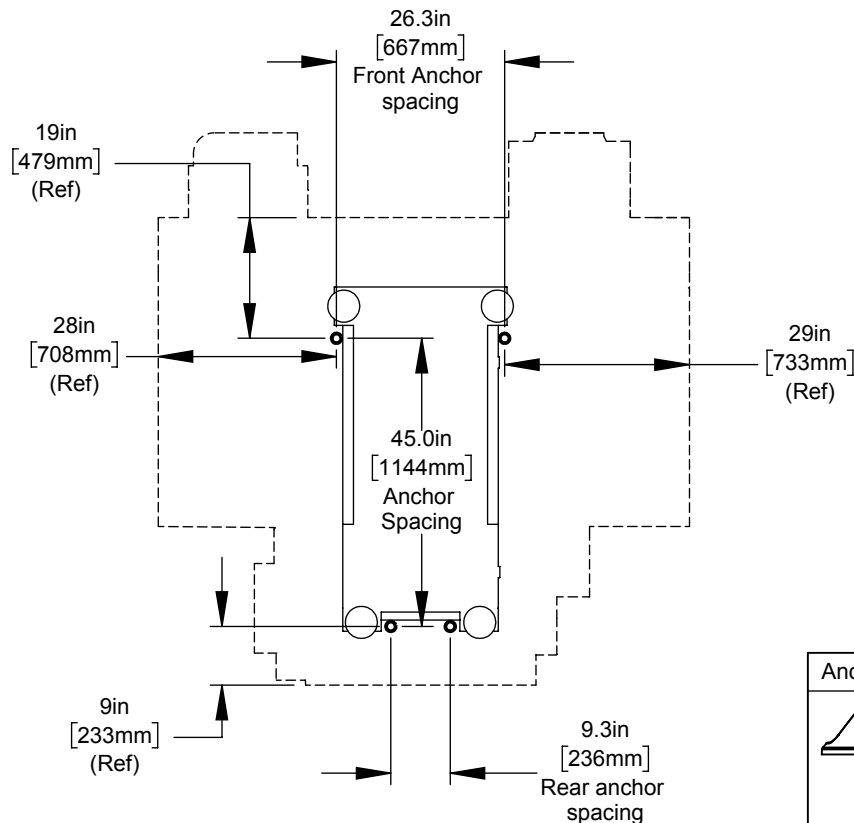 26.3in
[667mm]
Front Anchor
spacing
19in
[479mm]
(Ref)
28in
[708mm]
(Ref)
29in
[733mm]
(Ref)
45.0in
[1144mm]
Anchor
Spacing
9in
[233mm]
(Ref)
9.3in
[236mm]
Rear anchor
spacing